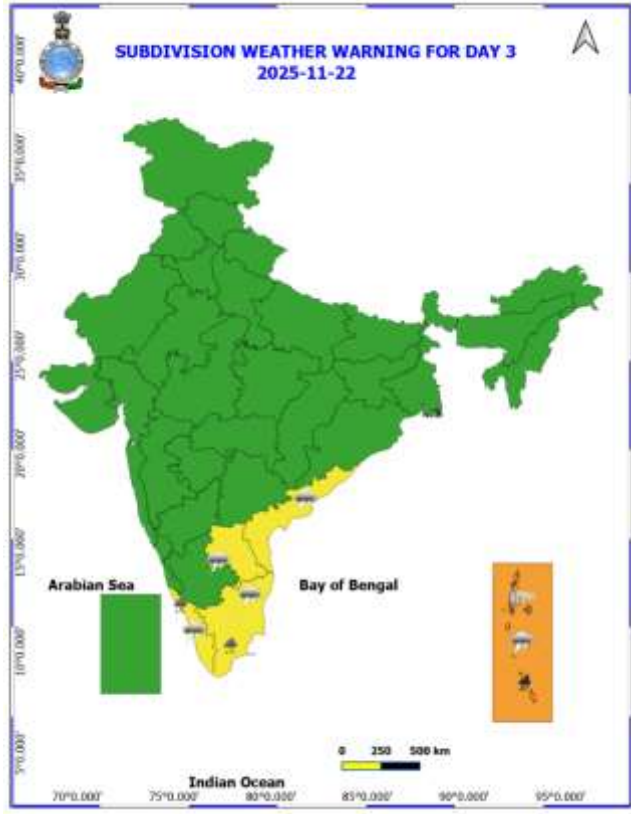 SUBDIVISION WEATHER WARNING FOR DAY 3
2025-11-22
40°0.000'
35°0.000'
30°0.000'
25°0.000'
20°0.000'
15°0.000'
10°0.000'
5°0.000'
Arabian Sea
Bay of Bengal
0 250 500 km
Indian Ocean
70°0.000' 75°0.000' 80°0.000' 85°0.000' 90°0.000' 95°0.000'